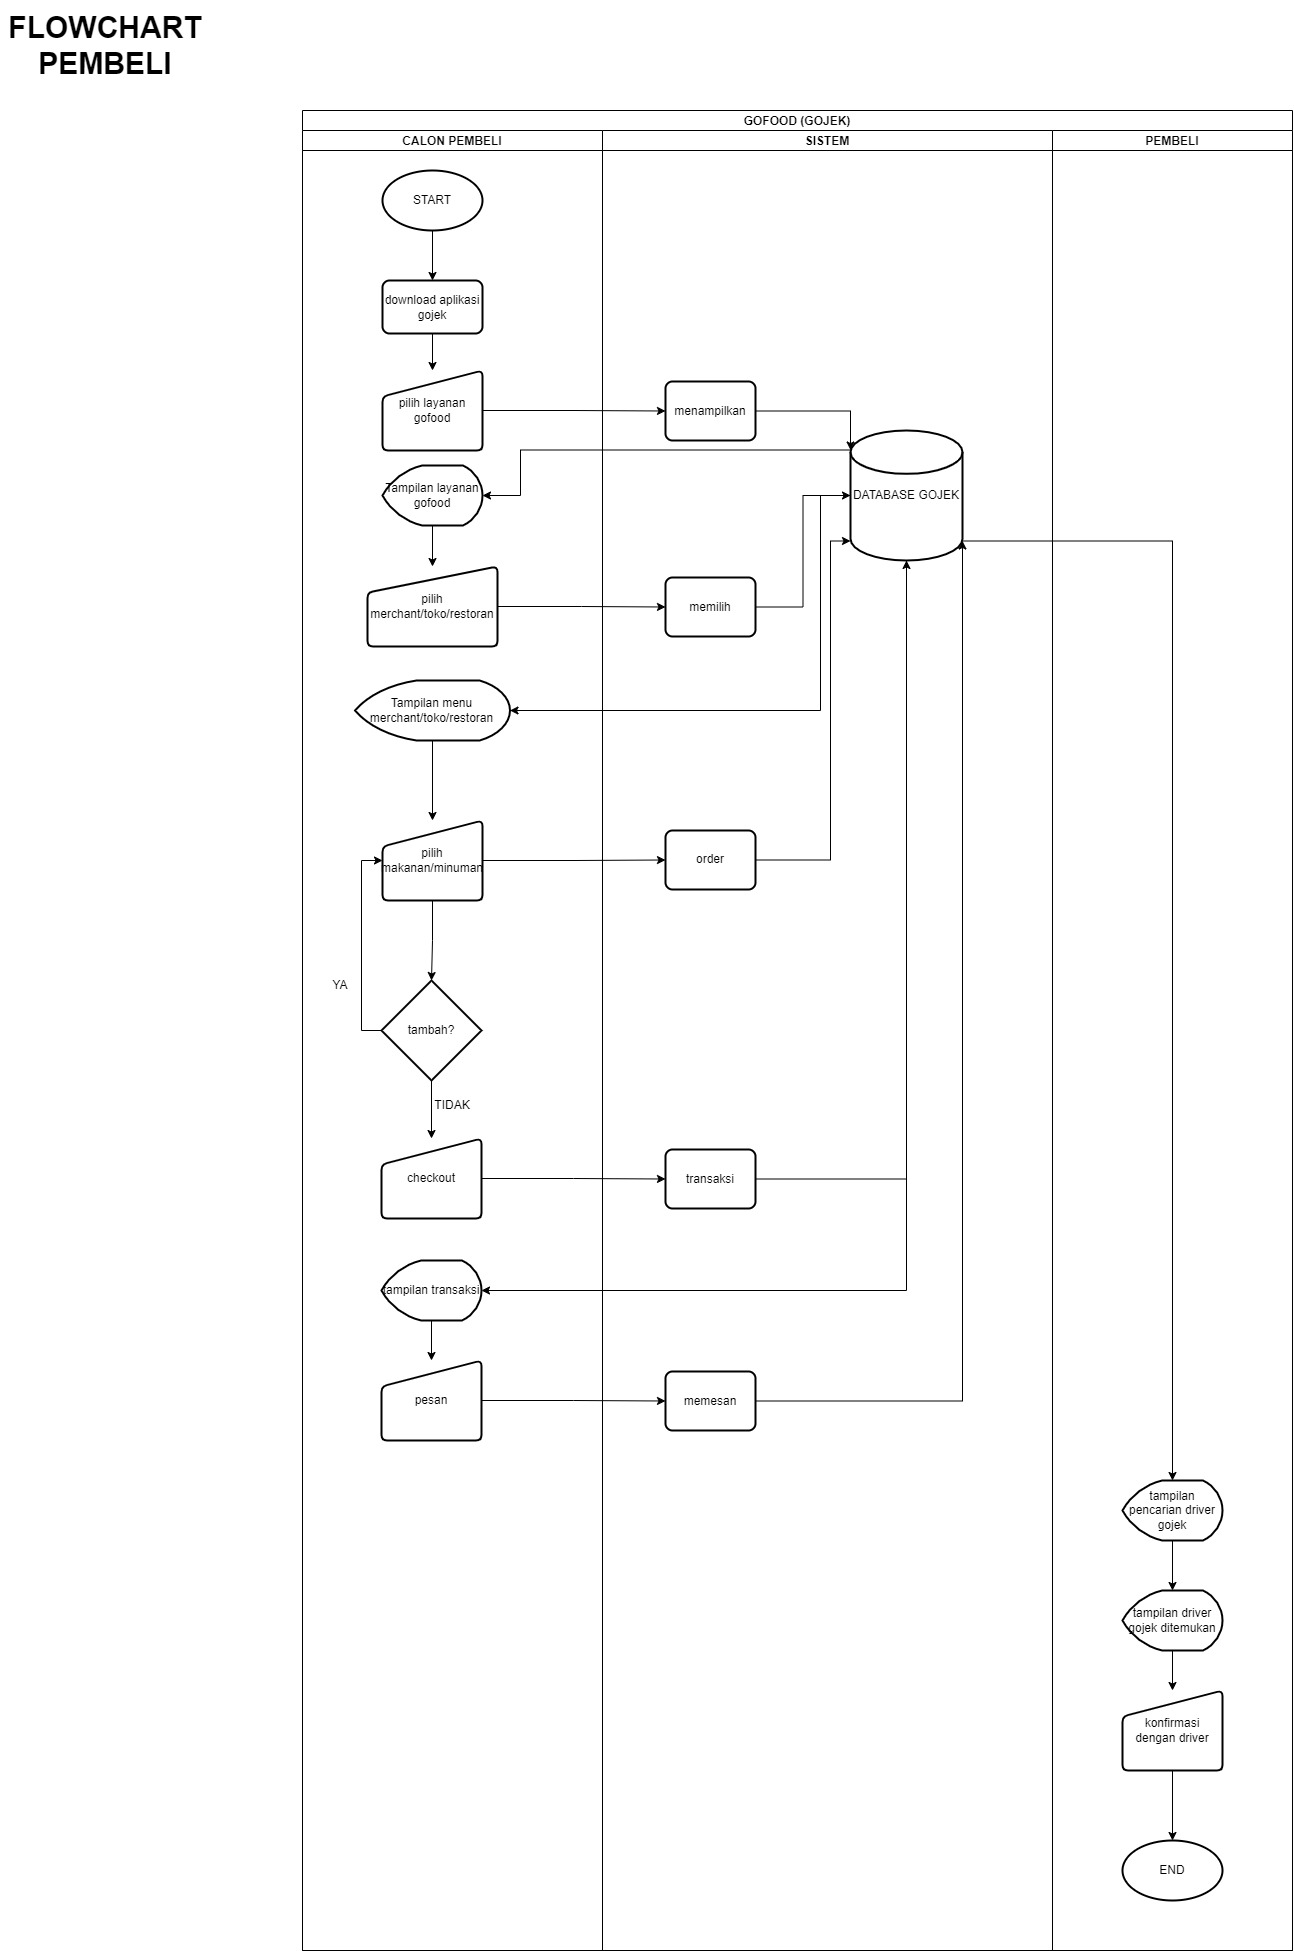 FLOWCHART
PEMBELI
GOFOOD (GOJEK)
CALON PEMBELI
SISTEM
PEMBELI
START
download aplikasi
gojek
pilih layanan
gofood
menampilkan
Tampilan layanan
gofood
DATABASE GOJEK
pilih
merchant/toko/restoran
memilih
Tampilan menu
merchant/toko/restoran
pilih
makanan/minuman
order
YA
tambah?
TIDAK
checkout
transaksi
tampilan transaksi
pesan
memesan
tampilan
pencarian driver
gojek
tampilan driver
gojek ditemukan
konfirmasi
dengan driver
END